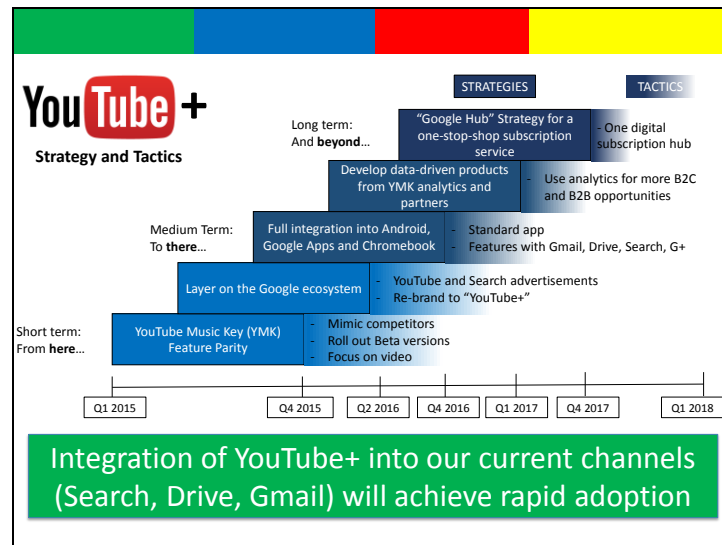 YouTube +
Strategy and Tactics
STRATEGIES
TACTICS
Long term:
And beyond...
"Google Hub" Strategy for a
one-stop-shop subscription
service
- One digital
subscription hub
Develop data-driven products
from YMK analytics and
partners
- Use analytics for more B2C
and B2B opportunities
Medium Term:
To there...
Full integration into Android,
Google Apps and Chromebook
- Standard app
- Features with Gmail, Drive, Search, G+
Layer on the Google ecosystem
- YouTube and Search advertisements
- Re-brand to "YouTube+"
Short term:
From here...
YouTube Music Key (YMK)
Feature Parity
- Mimic competitors
- Roll out Beta versions
- Focus on video
Q1 2015
Q4 2015
Q2 2016
Q4 2016
Q1 2017
Q4 2017
Q1 2018
Integration of YouTube+ into our current channels
(Search, Drive, Gmail) will achieve rapid adoption